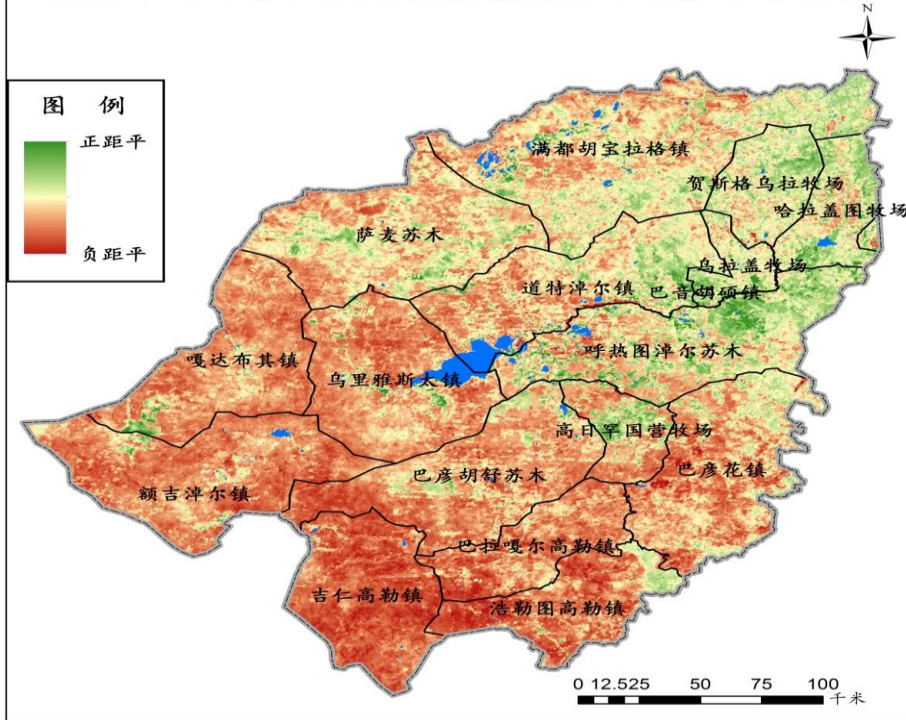 N
图 例
正距平
负距平
满都胡宝拉格镇
贺斯格乌拉牧场
哈拉盖图牧场
萨麦苏木
乌拉盖牧场
道特淖尔镇
巴音胡硕镇
嘎达布其镇
乌里雅斯太镇
呼热图淖尔苏木
高日罕国营牧场
巴彦胡舒苏木
巴彦花镇
额吉淖尔镇
巴拉嘎尔高勒镇
吉仁高勒镇
浩勒图高勒镇
0 12.525 50 75 100
千米